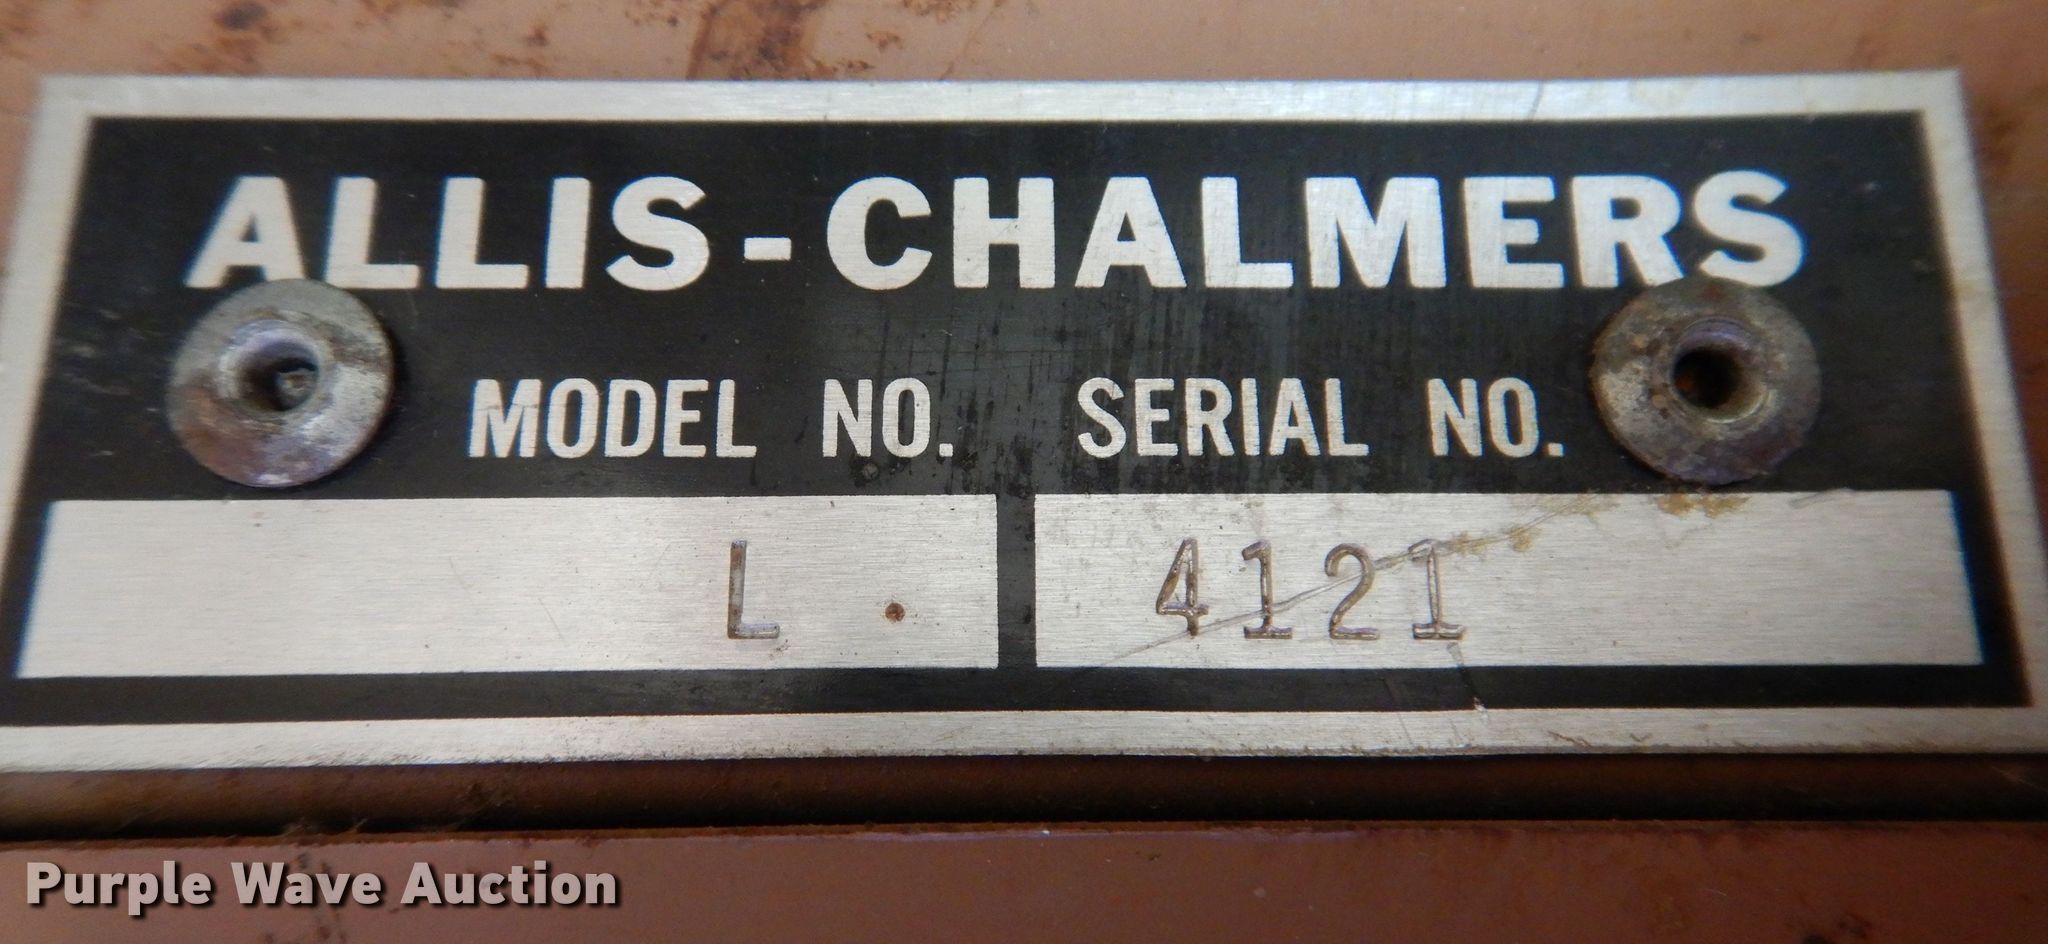 ALLIS-CHALMERS
MODEL NO. SERIAL NO.
L 4121
Purple Wave Auction